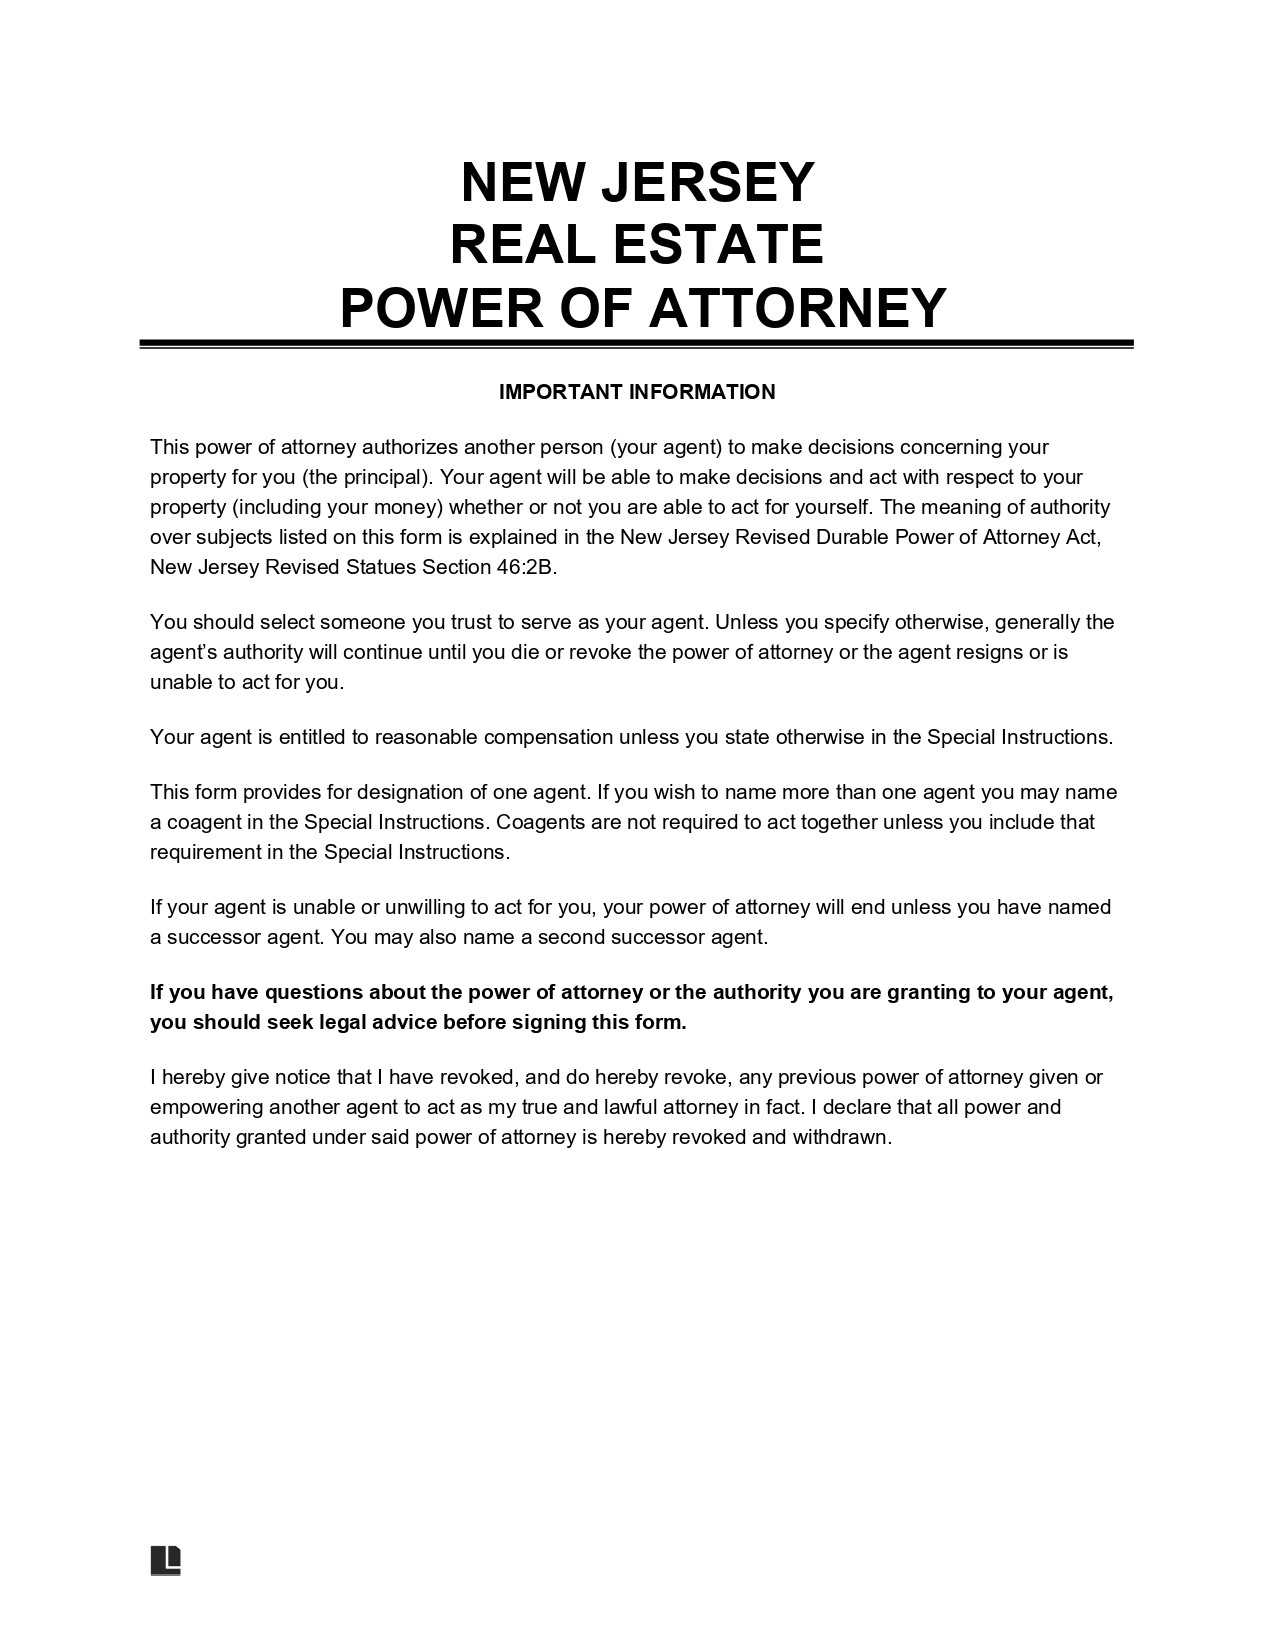 NEW JERSEY
REAL ESTATE
POWER OF ATTORNEY
IMPORTANT INFORMATION
This power of attorney authorizes another person (your agent) to make decisions concerning your
property for you (the principal). Your agent will be able to make decisions and act with respect to your
property (including your money) whether or not you are able to act for yourself. The meaning of authority
over subjects listed on this form is explained in the New Jersey Revised Durable Power of Attorney Act,
New Jersey Revised Statues Section 46:2B.
You should select someone you trust to serve as your agent. Unless you specify otherwise, generally the
agent’s authority will continue until you die or revoke the power of attorney or the agent resigns or is
unable to act for you.
Your agent is entitled to reasonable compensation unless you state otherwise in the Special Instructions.
This form provides for designation of one agent. If you wish to name more than one agent you may name
a coagent in the Special Instructions. Coagents are not required to act together unless you include that
requirement in the Special Instructions.
If your agent is unable or unwilling to act for you, your power of attorney will end unless you have named
a successor agent. You may also name a second successor agent.
If you have questions about the power of attorney or the authority you are granting to your agent,
you should seek legal advice before signing this form.
I hereby give notice that I have revoked, and do hereby revoke, any previous power of attorney given or
empowering another agent to act as my true and lawful attorney in fact. I declare that all power and
authority granted under said power of attorney is hereby revoked and withdrawn.